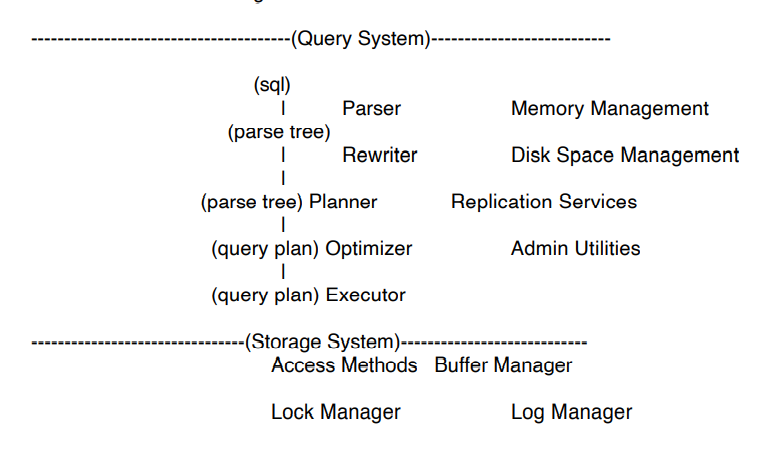 -------------------------------------(Query System)--------------------------
(sql)
| Parser Memory Management
(parse tree)
| Rewriter Disk Space Management
|
(parse tree) Planner Replication Services
|
(query plan) Optimizer Admin Utilities
|
(query plan) Executor
-------------------------------(Storage System)---------------------------
Access Methods Buffer Manager
Lock Manager Log Manager